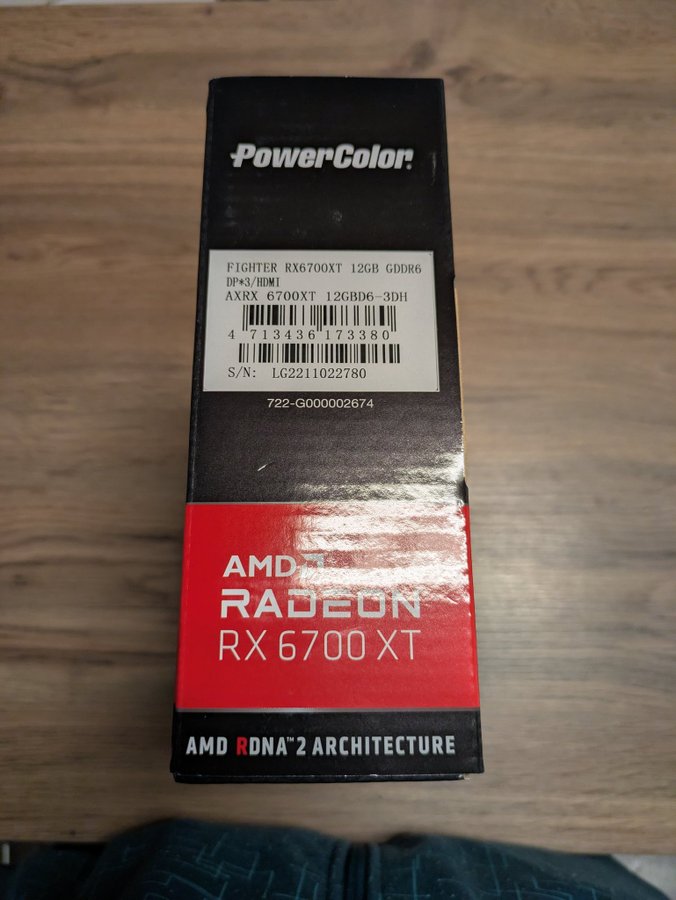 PowerColor
FIGHTER RX6700XT 12GB GDDR6
DP*3/HDMI
AXRX 6700XT 12GBD6-3DH
4 713436 173380
S/N: LG2211022780
722-G000002674
AMD
RADEON
RX 6700 XT
AMD RDNA™ 2 ARCHITECTURE